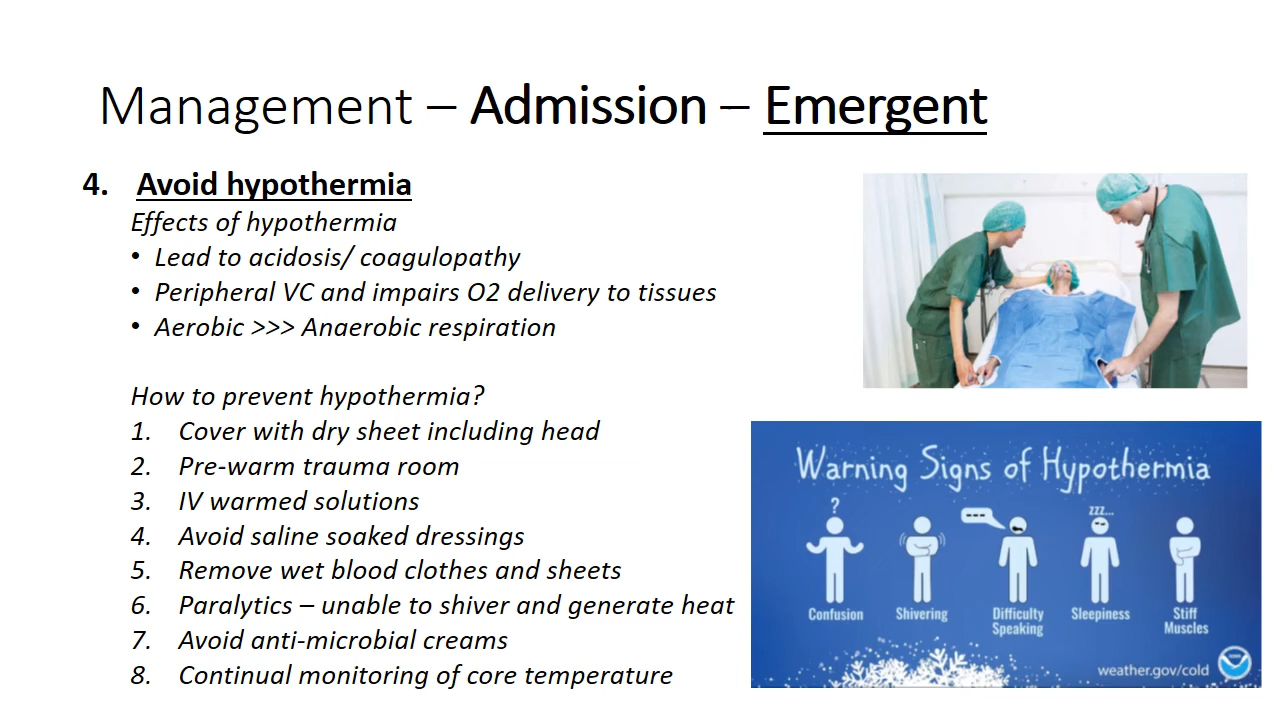 Management – Admission – Emergent
4. Avoid hypothermia
Effects of hypothermia
• Lead to acidosis/ coagulopathy
• Peripheral VC and impairs O2 delivery to tissues
• Aerobic >>> Anaerobic respiration
How to prevent hypothermia?
1. Cover with dry sheet including head
2. Pre-warm trauma room
3. IV warmed solutions
4. Avoid saline soaked dressings
5. Remove wet blood clothes and sheets
6. Paralytics – unable to shiver and generate heat
7. Avoid anti-microbial creams
8. Continual monitoring of core temperature
Warning Signs of Hypothermia
?
zzz...
Confusion
Shivering
Difficulty
Speaking
Sleepiness
Stiff
Muscles
weather.gov/cold